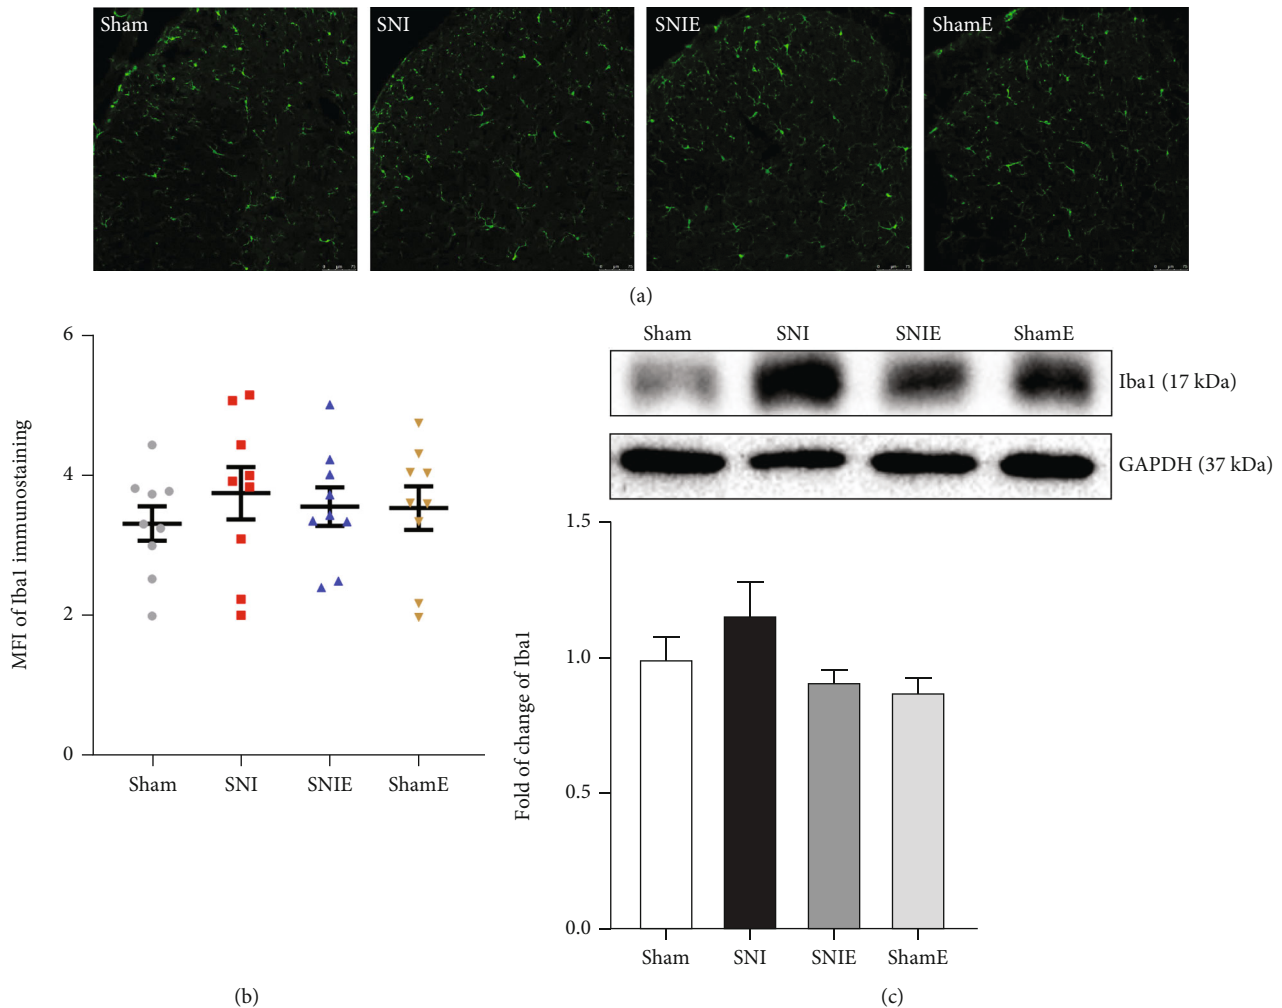 Sham SNI SNIE ShamE
(a)
6
4
2
0
MFI of Iba1 immunostaining
Sham SNI SNIE ShamE
(b)
Sham SNI SNIE ShamE
Iba1 (17 kDa)
GAPDH (37 kDa)
1.5
1.0
0.5
0.0
Fold of change of Iba1
Sham SNI SNIE ShamE
(c)